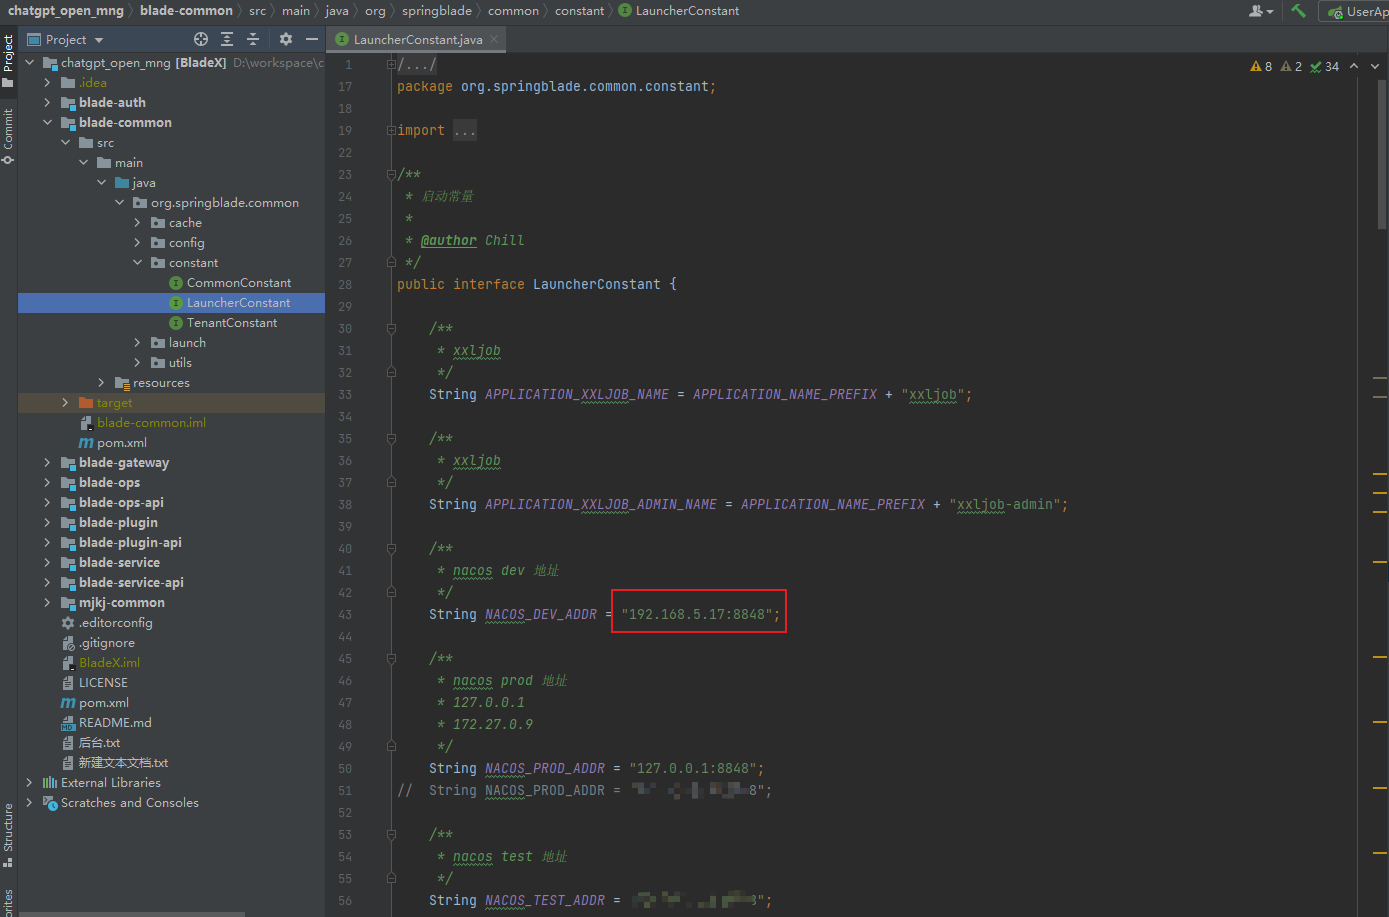 chatgpt_open_mng
blade-common
src
main
java
org
springblade
common
constant
LauncherConstant
UserAp
Project
LauncherConstant.java
Project
Commit
Structure
orites
chatgpt_open_mng [BladeX] D:\workspace\c
.idea
blade-auth
blade-common
src
main
java
org.springblade.common
cache
config
constant
CommonConstant
LauncherConstant
TenantConstant
launch
utils
resources
target
blade-common.iml
pom.xml
blade-gateway
blade-ops
blade-ops-api
blade-plugin
blade-plugin-api
blade-service
blade-service-api
mjkj-common
.editorconfig
.gitignore
BladeX.iml
LICENSE
pom.xml
README.md
后台.txt
新建文本文档.txt
External Libraries
Scratches and Consoles
8 2 34
1 /.../
17 package org.springblade.common.constant;
18
19 import ...
22
23 /**
24 * 启动常量
25 *
26 * @author Chill
27 */
28 public interface LauncherConstant {
29
30 /**
31 * xxljob
32 */
33 String APPLICATION_XXLJOB_NAME = APPLICATION_NAME_PREFIX + "xxljob";
34
35 /**
36 * xxljob
37 */
38 String APPLICATION_XXLJOB_ADMIN_NAME = APPLICATION_NAME_PREFIX + "xxljob-admin";
39
40 /**
41 * nacos dev 地址
42 */
43 String NACOS_DEV_ADDR = "192.168.5.17:8848";
44
45 /**
46 * nacos prod 地址
47 * 127.0.0.1
48 * 172.27.0.9
49 */
50 String NACOS_PROD_ADDR = "127.0.0.1:8848";
51 // String NACOS_PROD_ADDR = 8";
52
53 /**
54 * nacos test 地址
55 */
56 String NACOS_TEST_ADDR = ";